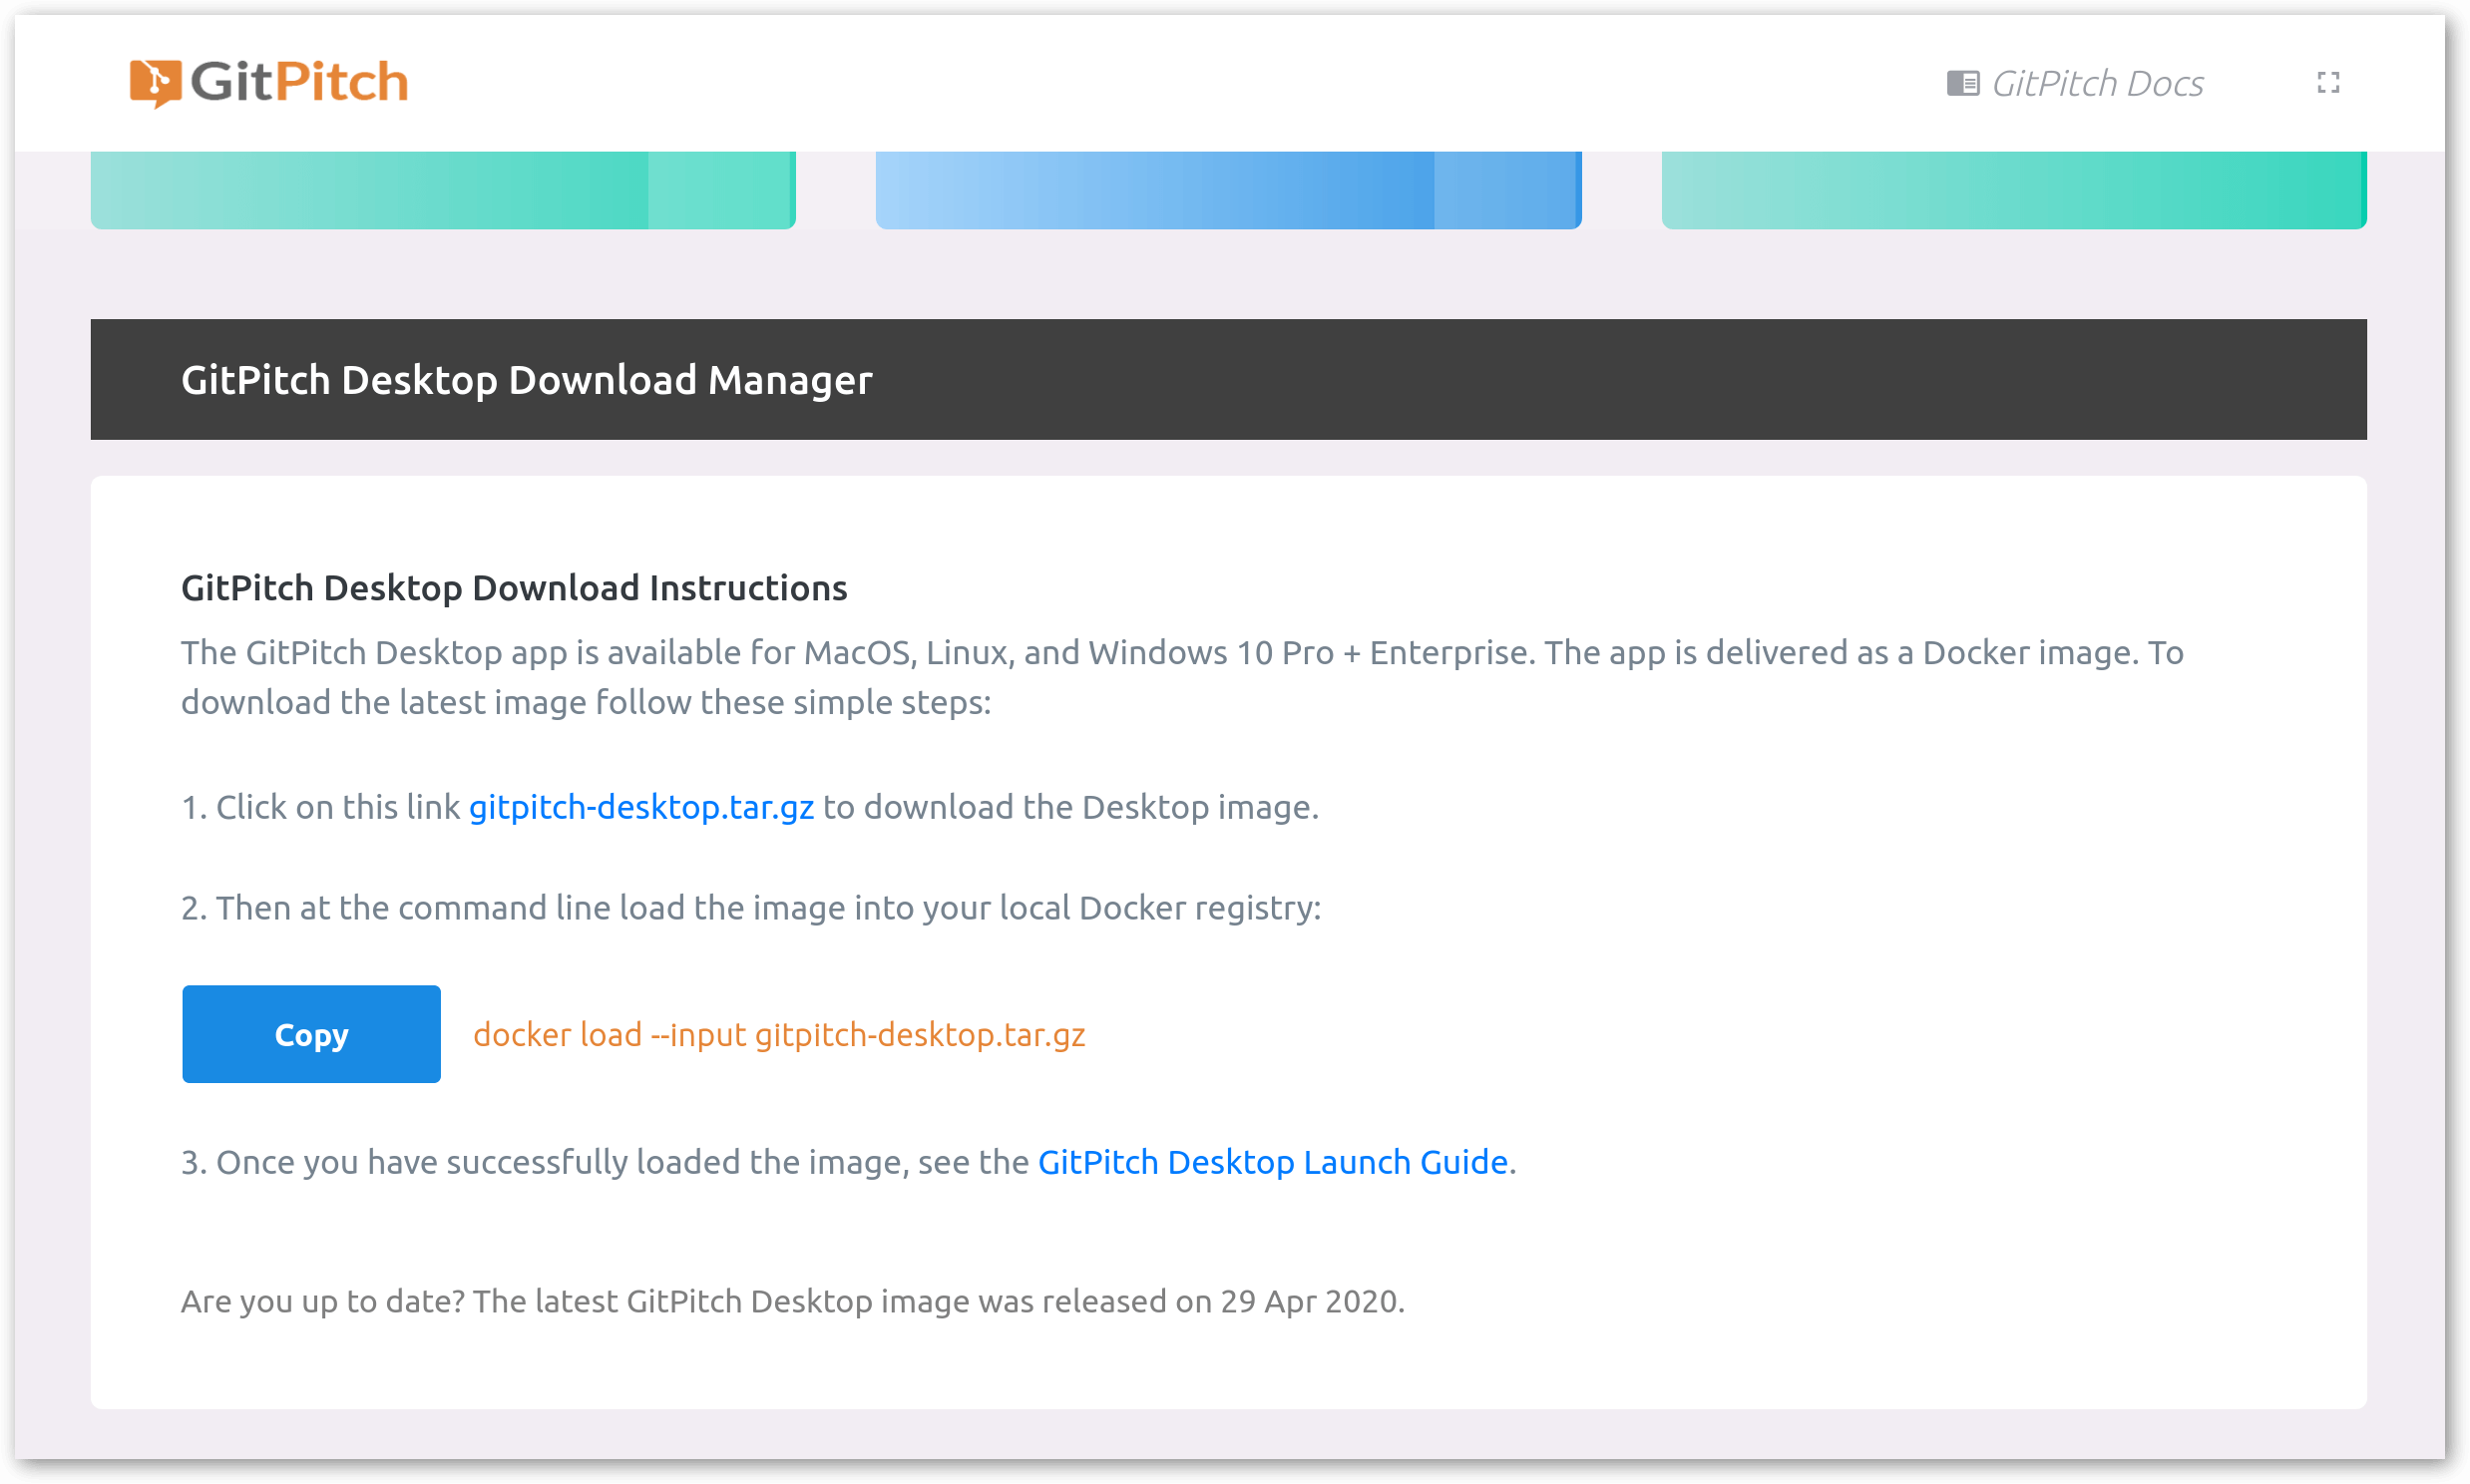 GitPitch
GitPitch Docs
GitPitch Desktop Download Manager
GitPitch Desktop Download Instructions
The GitPitch Desktop app is available for MacOS, Linux, and Windows 10 Pro + Enterprise. The app is delivered as a Docker image. To
download the latest image follow these simple steps:
1. Click on this link gitpitch-desktop.tar.gz to download the Desktop image.
2. Then at the command line load the image into your local Docker registry:
Copy docker load --input gitpitch-desktop.tar.gz
3. Once you have successfully loaded the image, see the GitPitch Desktop Launch Guide.
Are you up to date? The latest GitPitch Desktop image was released on 29 Apr 2020.